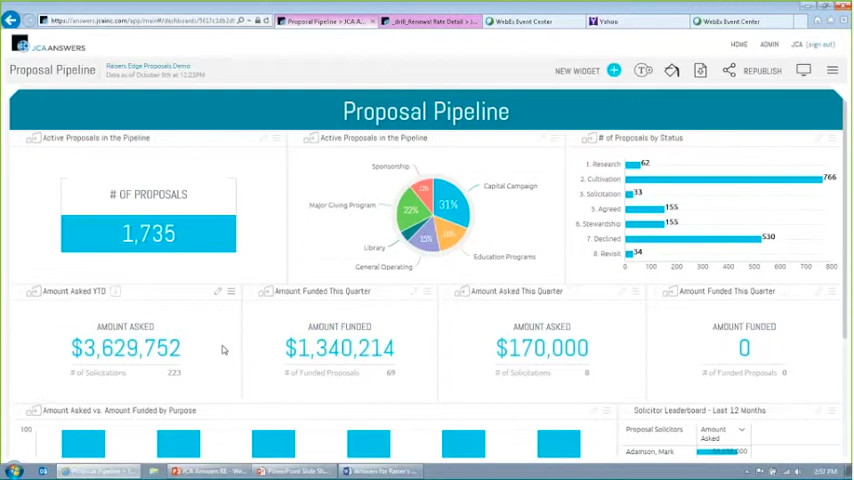 https://answers.jcainc.com/app/main#/dashboards/
Proposal Pipeline > JCA A...
_drill_Renewal Rate Detail > J...
WebEx Event Center
Yahoo
WebEx Event Center
JCA ANSWERS
HOME ADMIN JCA (sign out)
Proposal Pipeline
Raisers Edge Proposals Demo
Data as of October 9th at 12:23PM
NEW WIDGET
REPUBLISH
Proposal Pipeline
Active Proposals in the Pipeline
# OF PROPOSALS
1,735
Active Proposals in the Pipeline
Sponsorship
Capital Campaign
Major Giving Program
31%
22%
15%
Library
Education Programs
General Operating
# of Proposals by Status
1. Research 62
2. Cultivation 766
3. Solicitation 33
5. Agreed 155
6. Stewardship 155
7. Declined 530
8. Revisit 34
0 100 200 300 400 500 600 700 800
Amount Asked YTD
AMOUNT ASKED
$3,629,752
# of Solicitations 223
Amount Funded This Quarter
AMOUNT FUNDED
$1,340,214
# of Funded Proposals 69
Amount Asked This Quarter
AMOUNT ASKED
$170,000
# of Solicitations 8
Amount Funded This Quarter
AMOUNT FUNDED
0
# of Funded Proposals 0
Amount Asked vs. Amount Funded by Purpose
100
Solicitor Leaderboard - Last 12 Months
Proposal Solicitors
Amount
Asked
Adamson, Mark
Proposal Pipeline > ...
JCA Answers RE - We...
PowerPoint Slide Sh...
Answers for Raiser's...
2:57 PM